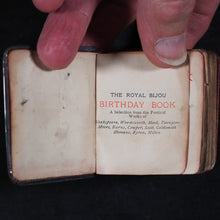 THE ROYAL BIJOU
BIRTHDAY BOOK
A Selection from the Poetical
Works of
Shakspeare, Wordsworth, Hood, Tennyson
Moore, Burns, Cowper, Scott, Goldsmith
Hemans, Byron, Milton